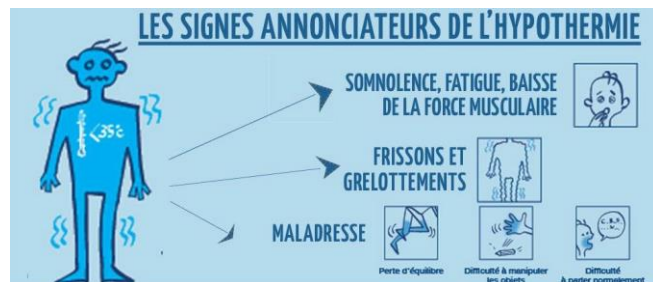 LES SIGNES ANNONCIATEURS DE L'HYPOTHERMIE
SOMNOLENCE, FATIGUE, BAISSE
DE LA FORCE MUSCULAIRE
<35°c
FRISSONS ET
GRELOTTEMENTS
MALADRESSE
Perte d'équilibre
Difficulté à manipuler
les objets
Difficulté
à parler normalement